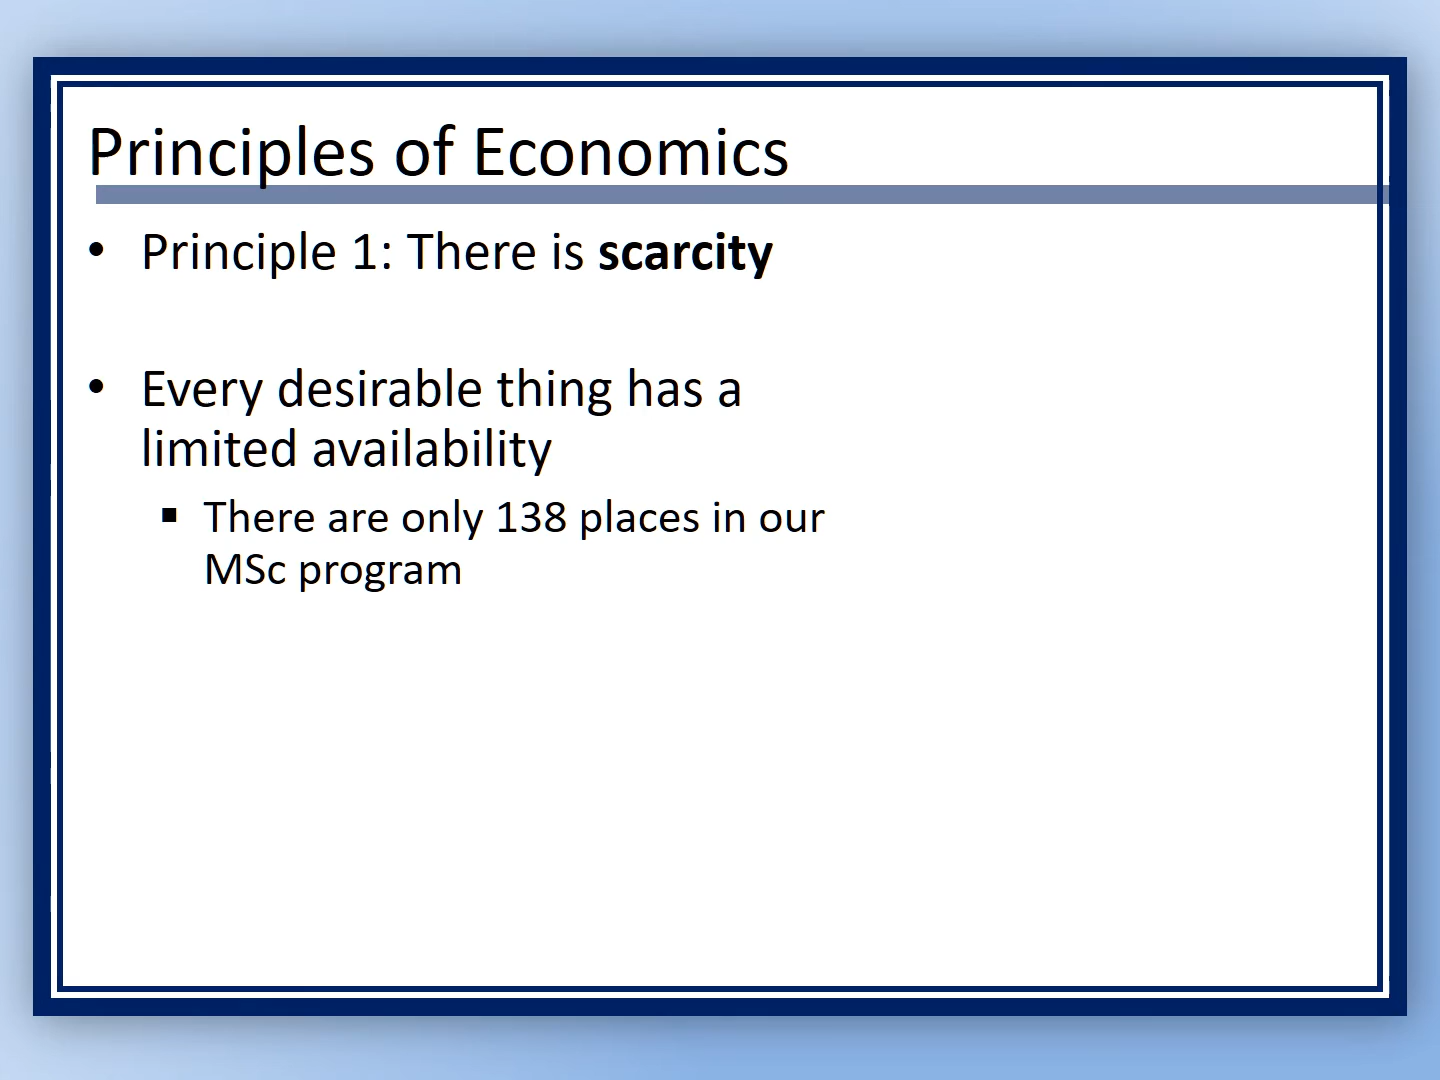 Principles of Economics
• Principle 1: There is scarcity
• Every desirable thing has a
limited availability
▪ There are only 138 places in our
MSc program